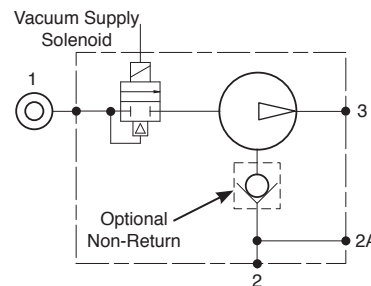 Vacuum Supply
Solenoid
1
3
Optional
Non-Return
2A
2